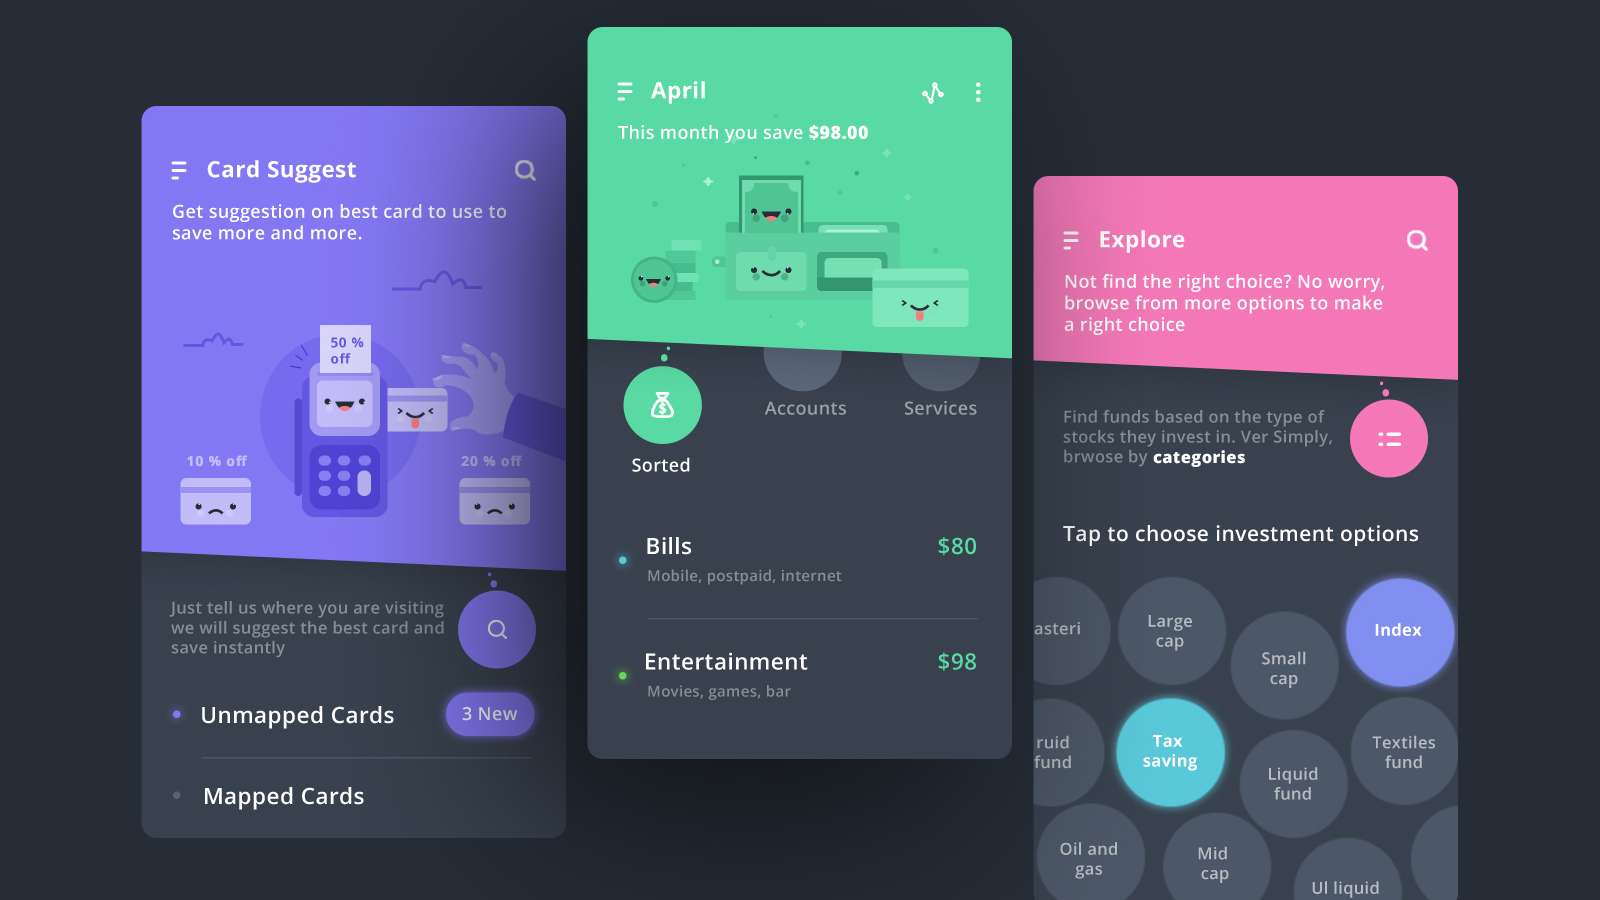 Card Suggest
Get suggestion on best card to use to
save more and more.
50 %
off
10 % off
20 % off
Just tell us where you are visiting
we will suggest the best card and
save instantly
Unmapped Cards
3 New
Mapped Cards
April
This month you save $98.00
Sorted
Accounts
Services
Bills
$80
Mobile, postpaid, internet
Entertainment
$98
Movies, games, bar
Explore
Not find the right choice? No worry,
browse from more options to make
a right choice
Find funds based on the type of
stocks they invest in. Ver Simply,
brwose by categories
Tap to choose investment options
asteri
Large
cap
Small
cap
Index
ruid
fund
Tax
saving
Liquid
fund
Textiles
fund
Oil and
gas
Mid
cap
Ul liquid